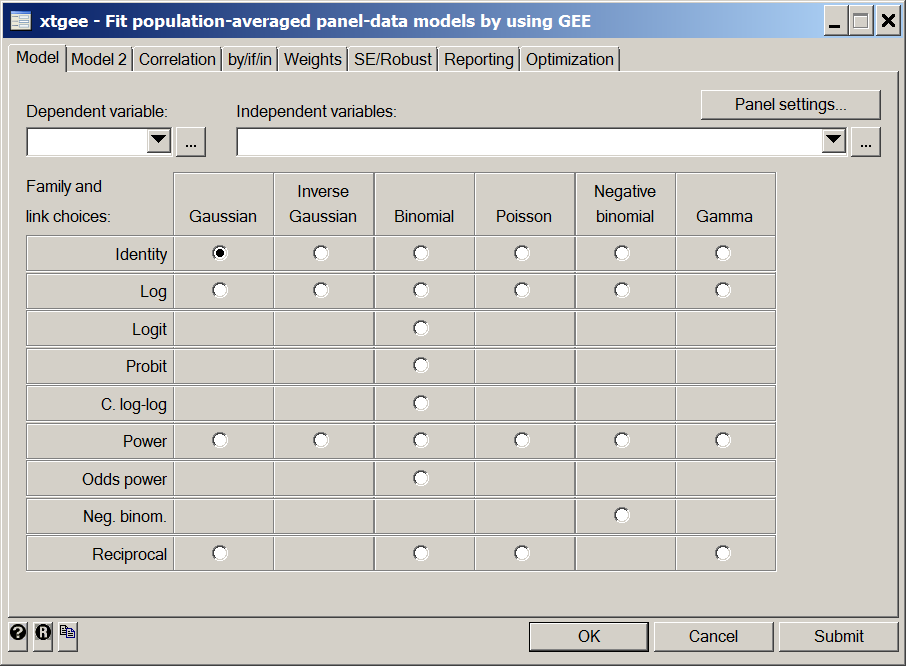 xtgee - Fit population-averaged panel-data models by using GEE
Model Model 2 Correlation by/if/in Weights SE/Robust Reporting Optimization
Dependent variable: Independent variables: Panel settings...
... ...
Family and
link choices:
Gaussian
Inverse
Gaussian
Binomial
Poisson
Negative
binomial
Gamma
Identity
Log
Logit
Probit
C. log-log
Power
Odds power
Neg. binom.
Reciprocal
? R OK Cancel Submit